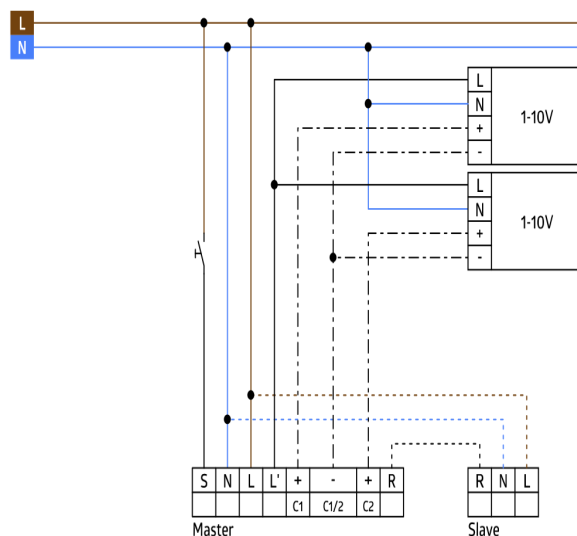 L
N
L
N
+
-
1-10V
L
N
+
-
1-10V
S N L L' + - + R
C1 C1/2 C2
Master
R N L
Slave